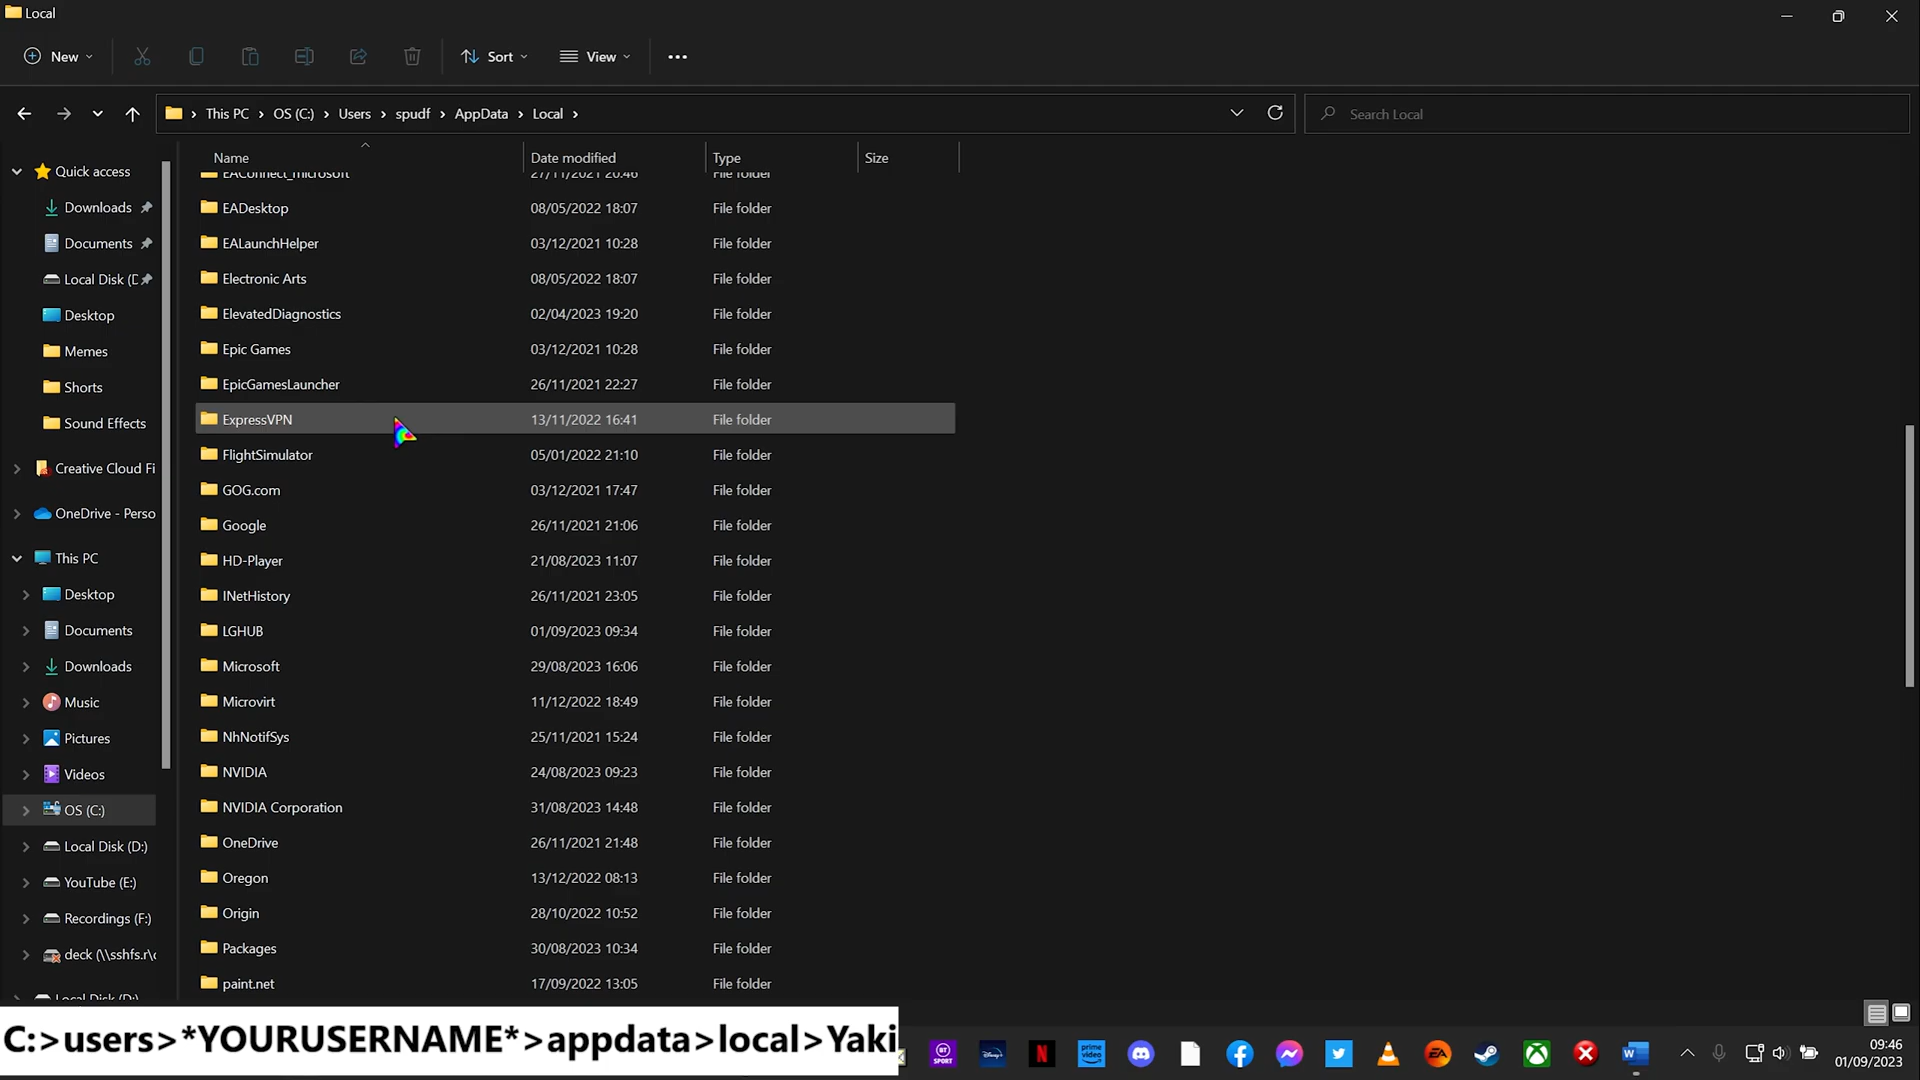 Local
New
Sort
View
This PC
OS (C:)
Users
spudf
AppData
Local
Search Local
Name
Date modified
Type
Size
Quick access
Downloads
Documents
Local Disk (D
Desktop
Memes
Shorts
Sound Effects
Creative Cloud Fi
OneDrive - Perso
This PC
Desktop
Documents
Downloads
Music
Pictures
Videos
OS (C:)
Local Disk (D:)
YouTube (E:)
Recordings (F:)
deck (\\sshfs.r\c
Local Disk (D:)
EAConnect_microsoft 27/11/2021 20:46 File folder
EADesktop 08/05/2022 18:07 File folder
EALaunchHelper 03/12/2021 10:28 File folder
Electronic Arts 08/05/2022 18:07 File folder
ElevatedDiagnostics 02/04/2023 19:20 File folder
Epic Games 03/12/2021 10:28 File folder
EpicGamesLauncher 26/11/2021 22:27 File folder
ExpressVPN 13/11/2022 16:41 File folder
FlightSimulator 05/01/2022 21:10 File folder
GOG.com 03/12/2021 17:47 File folder
Google 26/11/2021 21:06 File folder
HD-Player 21/08/2023 11:07 File folder
INetHistory 26/11/2021 23:05 File folder
LGHUB 01/09/2023 09:34 File folder
Microsoft 29/08/2023 16:06 File folder
Microvirt 11/12/2022 18:49 File folder
NhNotifSys 25/11/2021 15:24 File folder
NVIDIA 24/08/2023 09:23 File folder
NVIDIA Corporation 31/08/2023 14:48 File folder
OneDrive 26/11/2021 21:48 File folder
Oregon 13/12/2022 08:13 File folder
Origin 28/10/2022 10:52 File folder
Packages 30/08/2023 10:34 File folder
paint.net 17/09/2022 13:05 File folder
C:>users>*YOURUSERNAME*>appdata>local>Yaki
BT
SPORT
Disney+
N
prime
video
EA
W
09:46
01/09/2023